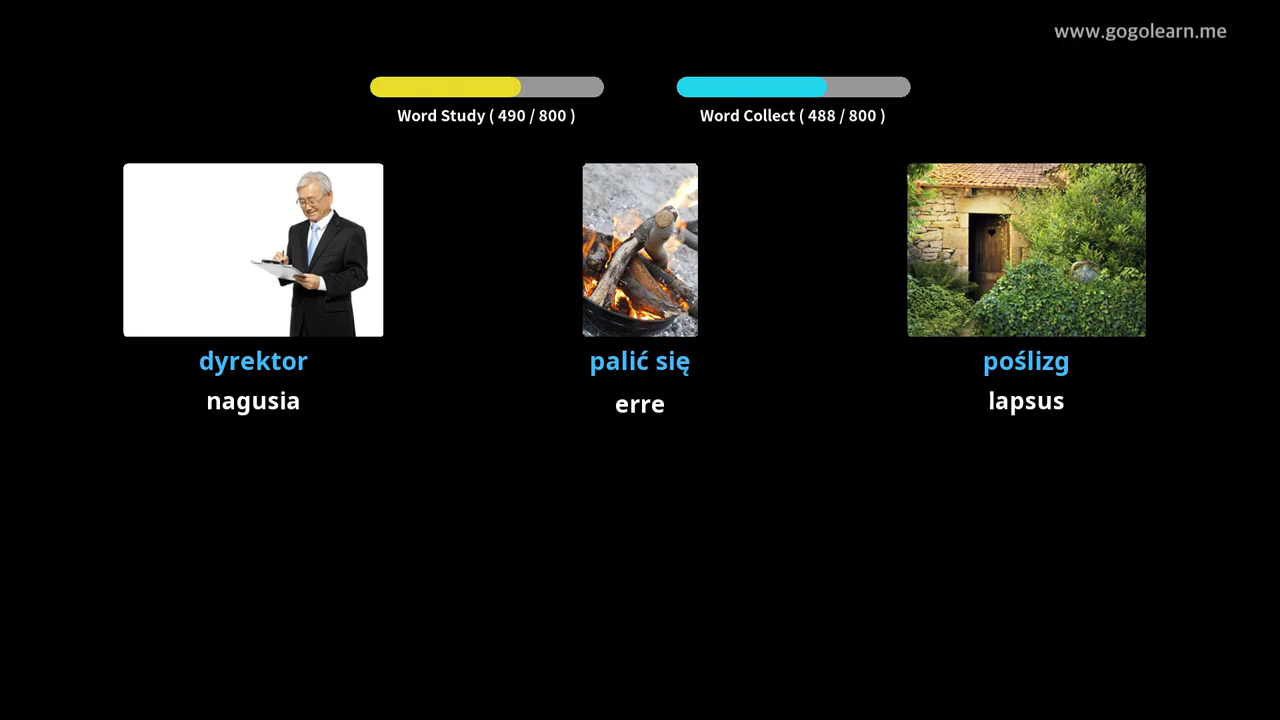 www.gogolearn.me
Word Study ( 490 / 800 )
Word Collect ( 488 / 800 )
dyrektor
palić się
poślizg
nagusia
erre
lapsus